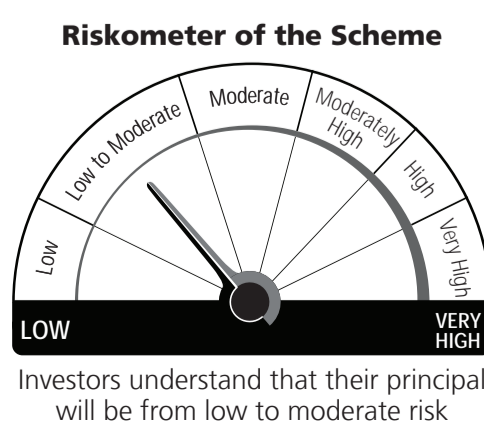 Riskometer of the Scheme
Low
Low to Moderate
Moderate
Moderately
High
High
Very High
LOW
VERY
HIGH
Investors understand that their principal
will be from low to moderate risk